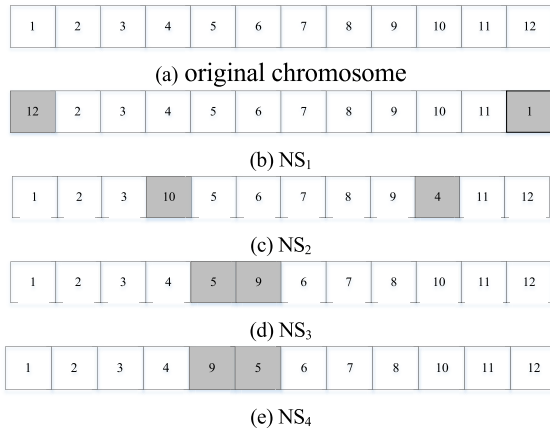 1 2 3 4 5 6 7 8 9 10 11 12
(a) original chromosome
12 2 3 4 5 6 7 8 9 10 11 1
(b) NS₁
1 2 3 10 5 6 7 8 9 4 11 12
(c) NS₂
1 2 3 4 5 9 6 7 8 10 11 12
(d) NS₃
1 2 3 4 9 5 6 7 8 10 11 12
(e) NS₄